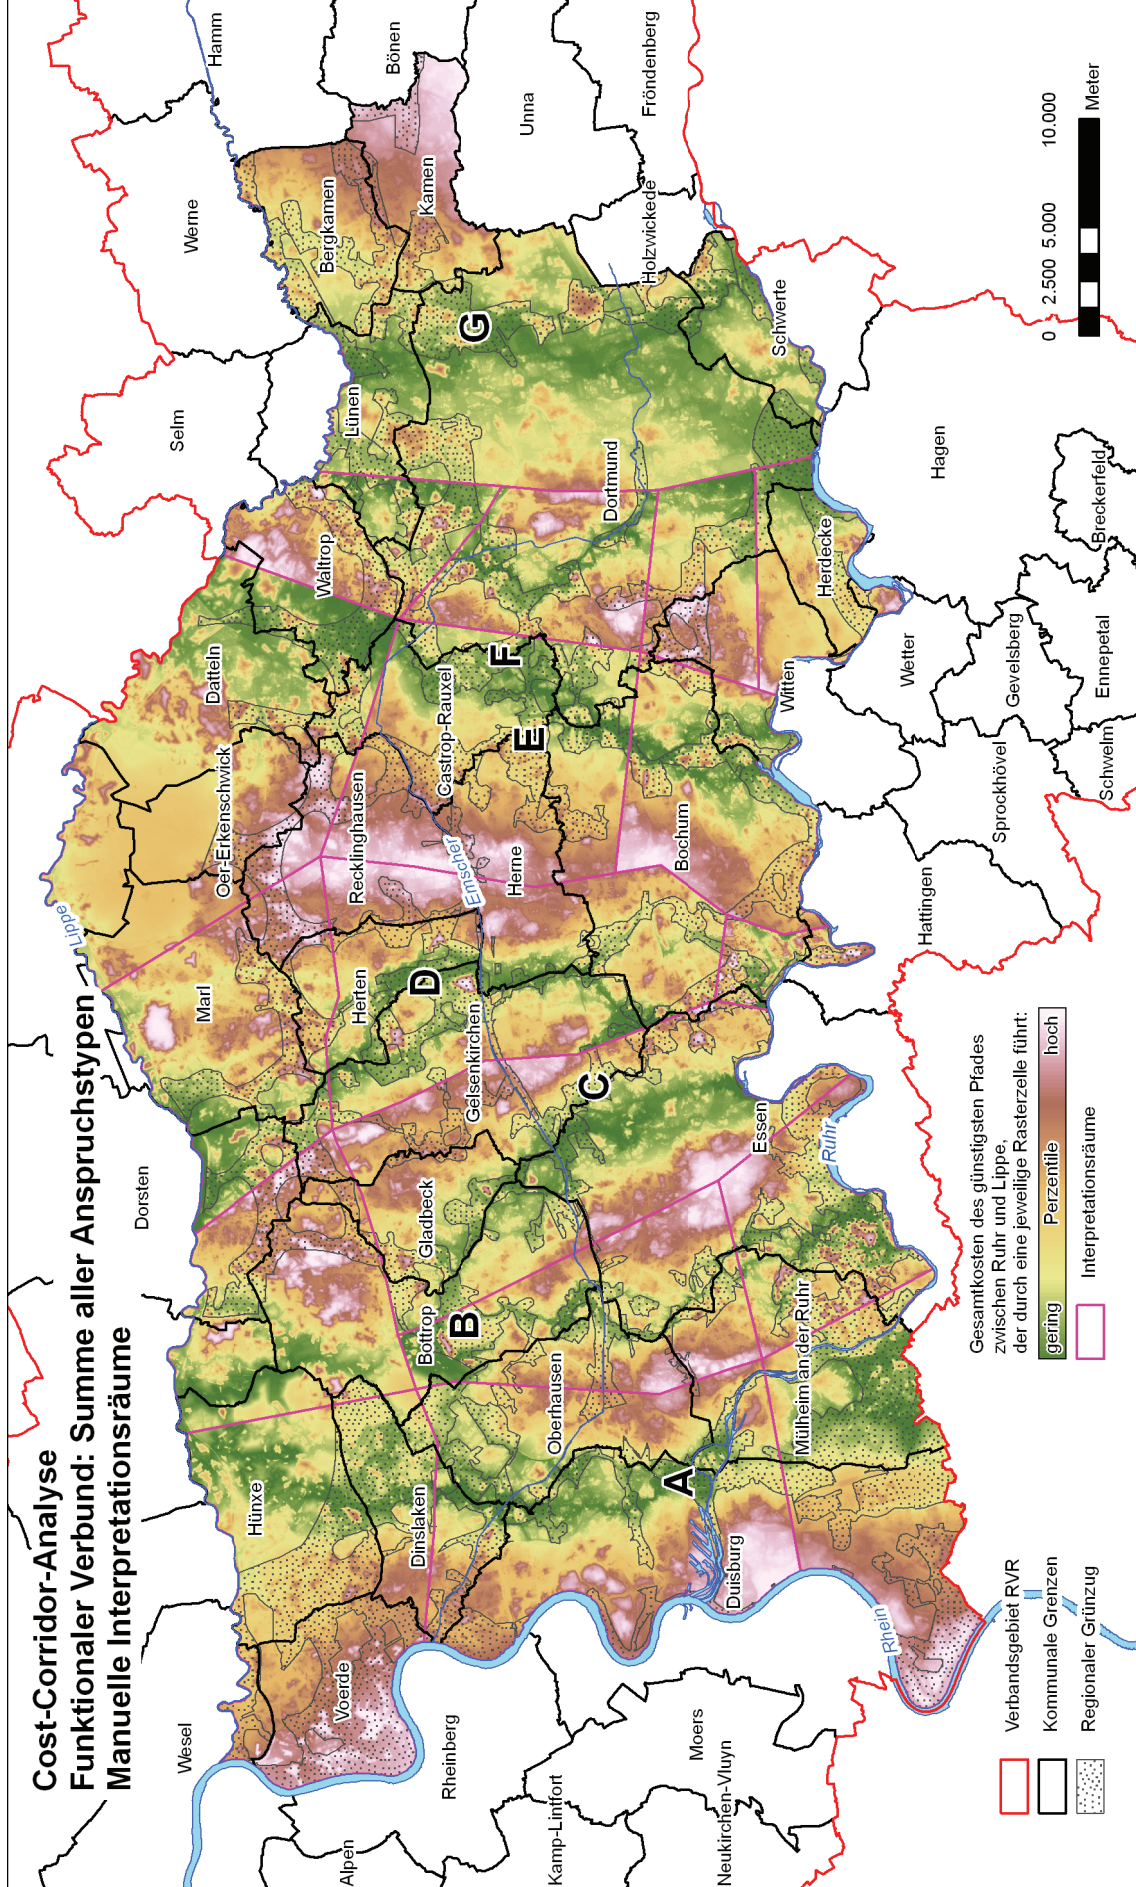 Cost-Corridor-Analyse
Funktionaler Verbund: Summe aller Anspruchstypen
Manuelle Interpretationsräume
Wesel
Alpen
Rheinberg
Kamp-Lintfort
Moers
Neukirchen-Vluyn
Voerde
Hünxe
Dinslaken
Duisburg
Rhein
Oberhausen
Mülheim an der Ruhr
Bottrop
Gladbeck
Dorsten
Essen
Ruhr
Gelsenkirchen
Herten
Marl
Lippe
Oer-Erkenschwick
Recklinghausen
Emscher
Herne
Bochum
Hattingen
Castrop-Rauxel
Datteln
Waltrop
Witten
Sprockhövel
Schwelm
Wetter
Gevelsberg
Ennepetal
Herdecke
Breckerfeld
Hagen
Dortmund
Lünen
Selm
Werne
Bergkamen
Kamen
Hamm
Bönen
Unna
Fröndenberg
Holzwickede
Schwerte
A
B
C
D
E
F
G
Verbandsgebiet RVR
Kommunale Grenzen
Regionaler Grünzug
Gesamtkosten des günstigsten Pfades
zwischen Ruhr und Lippe,
der durch eine jeweilige Rasterzelle führt:
gering Perzentille hoch
Interpretationsräume
0 2.500 5.000 10.000
Meter